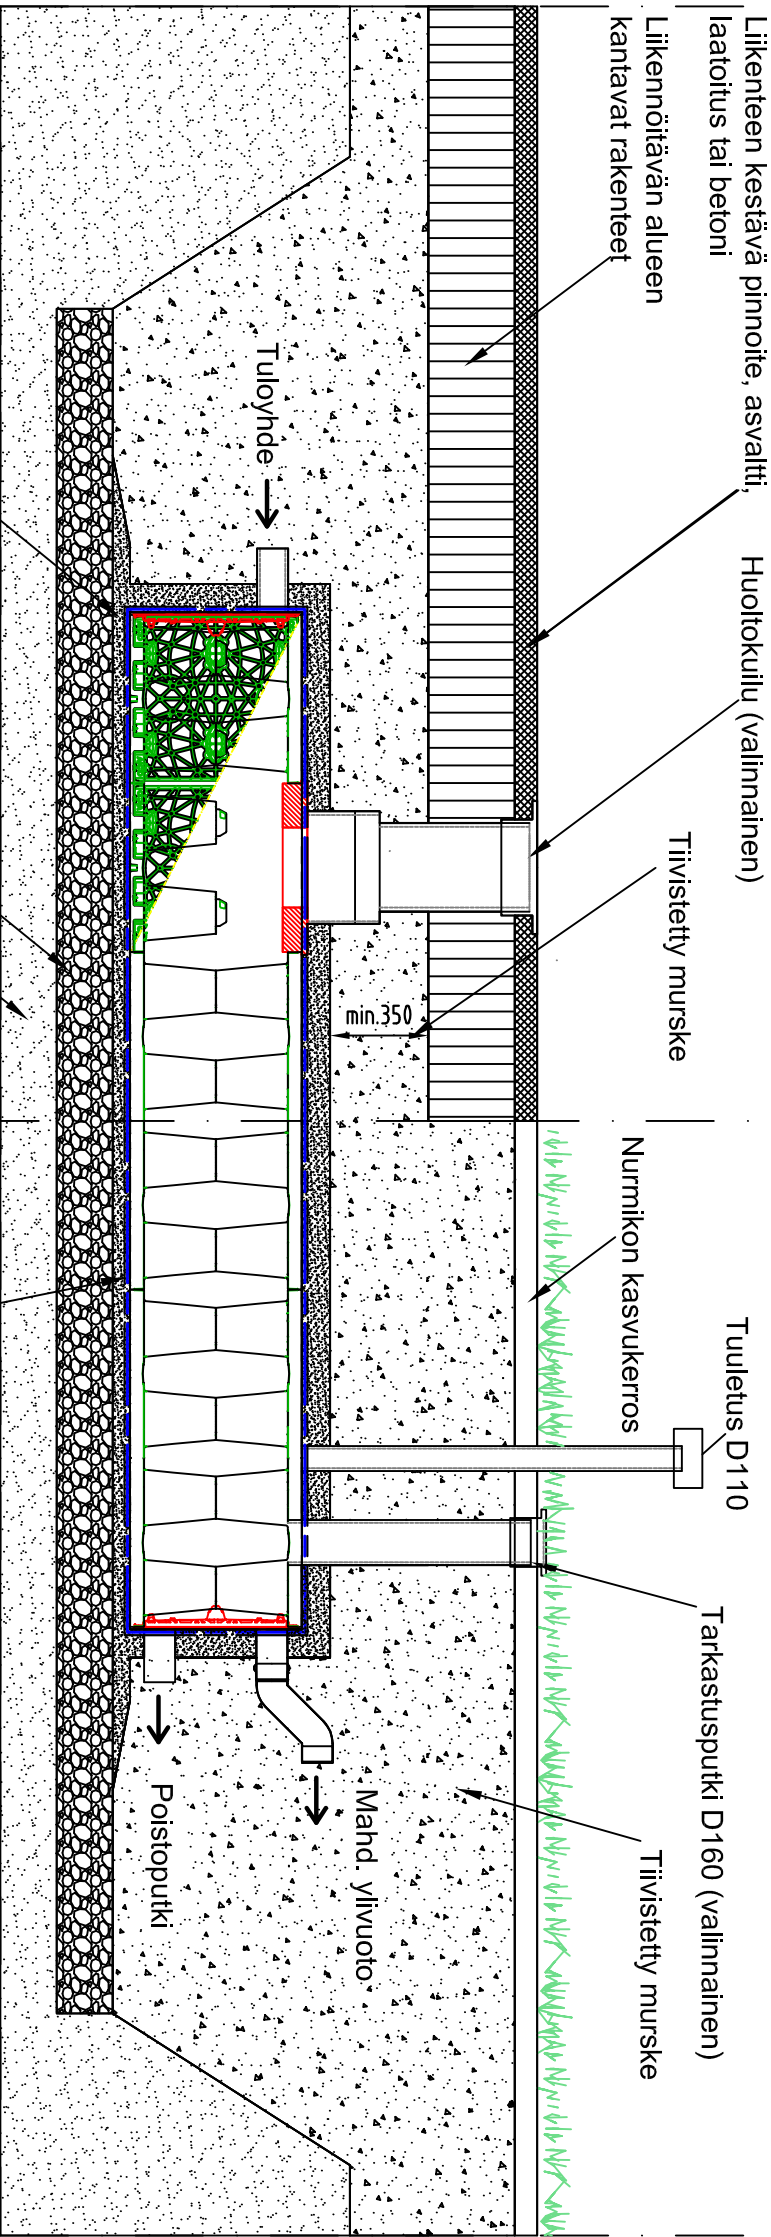 Liikenteen kestävä pinnoite, asvaltti,
laatoitus tai betoni
Liikennöitävän alueen
kantavat rakenteet
Huoltokuilu (valinnainen)
Tiivistetty murske
Nurmikon kasvukerros
Tuuletus D110
Tarkastusputki D160 (valinnainen)
Tiivistetty murske
Tuloyhde
min.350
Mahd. ylivuoto
Poistoputki